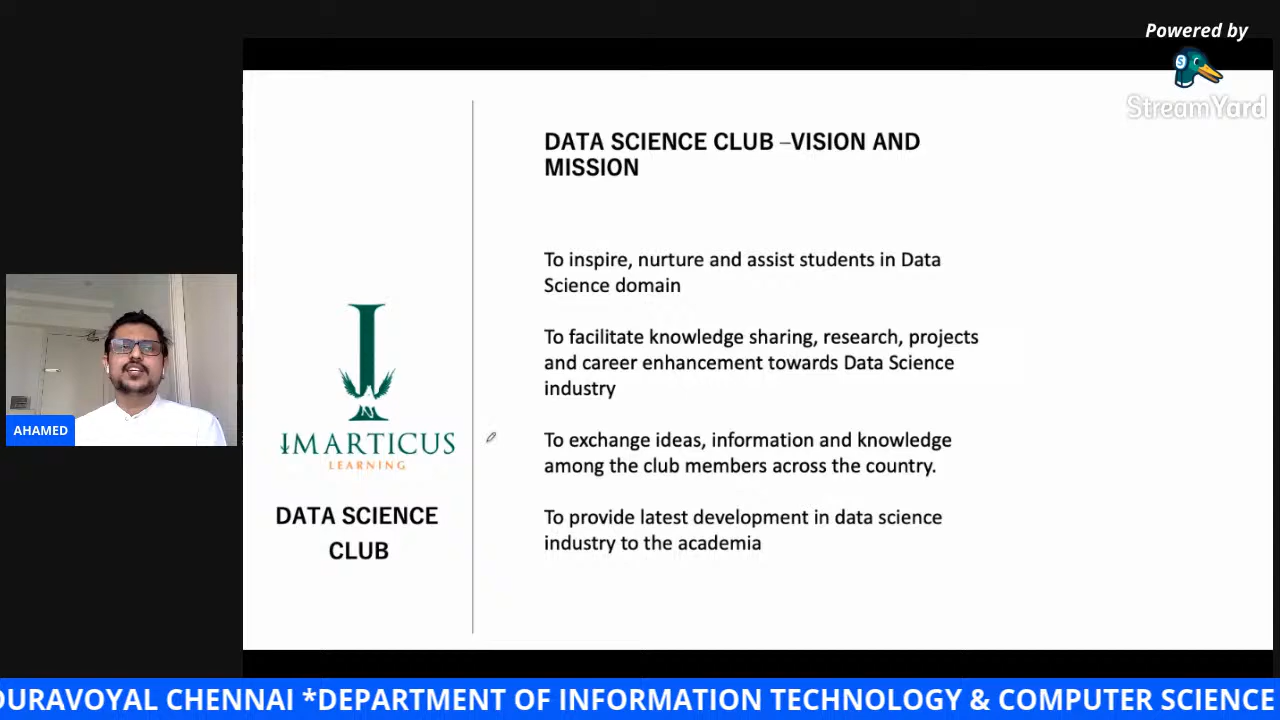 Powered by
StreamYard
DATA SCIENCE CLUB –VISION AND
MISSION
To inspire, nurture and assist students in Data
Science domain
To facilitate knowledge sharing, research, projects
and career enhancement towards Data Science
industry
To exchange ideas, information and knowledge
among the club members across the country.
To provide latest development in data science
industry to the academia
IMARTICUS
LEARNING
DATA SCIENCE
CLUB
AHAMED
DURAVOYAL CHENNAI *DEPARTMENT OF INFORMATION TECHNOLOGY & COMPUTER SCIENCE